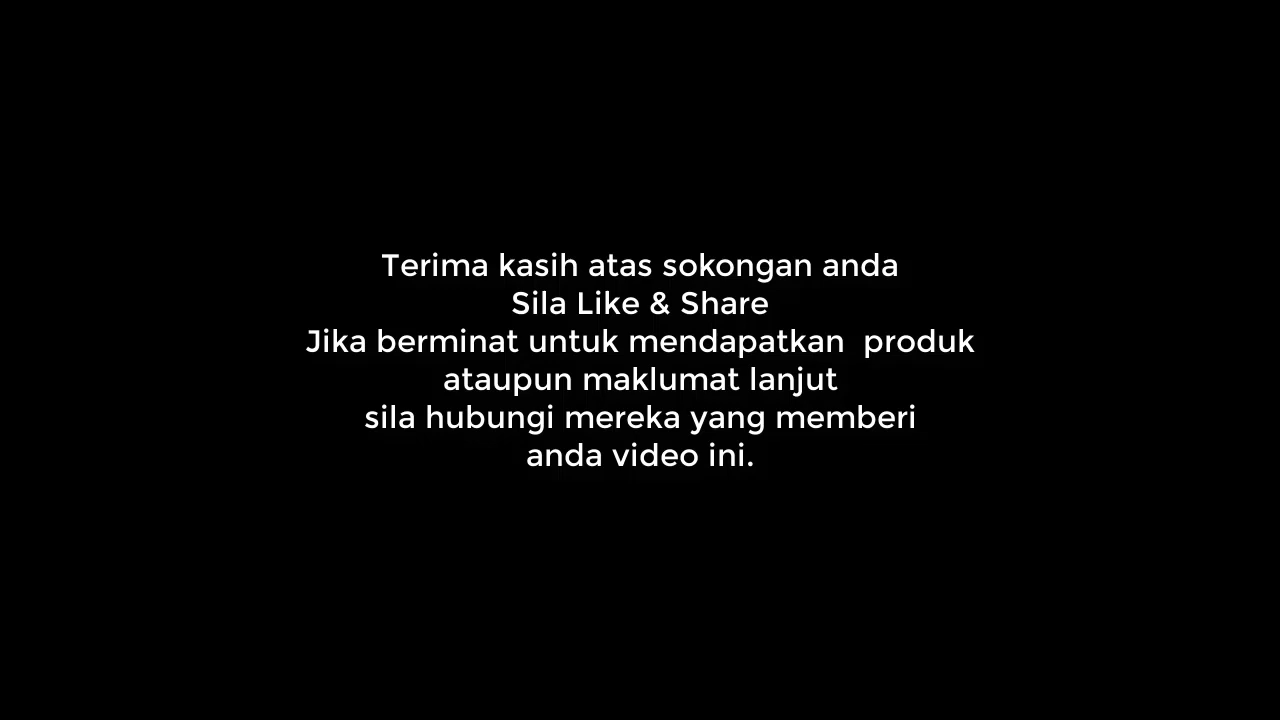 Terima kasih atas sokongan anda
Sila Like & Share
Jika berminat untuk mendapatkan  produk
ataupun maklumat lanjut
sila hubungi mereka yang memberi
anda video ini.